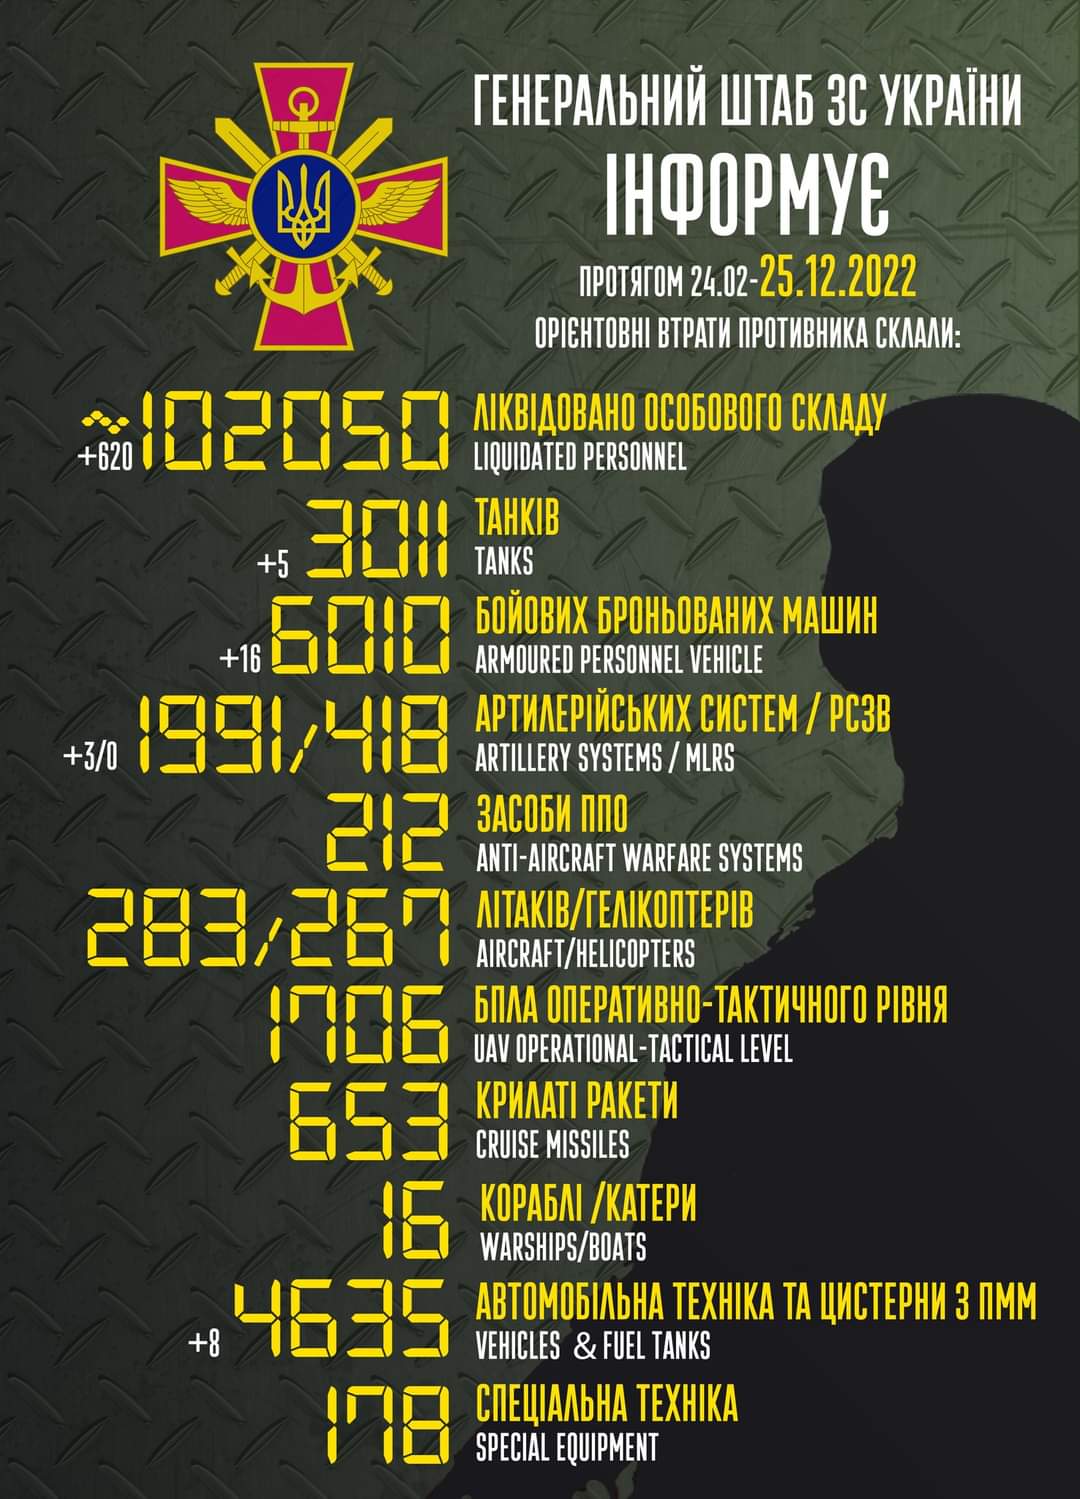 ГЕНЕРАЛЬНИЙ ШТАБ ЗС УКРАЇНИ
ІНФОРМУЄ
ПРОТЯГОМ 24.02-25.12.2022
ОРІЄНТОВНІ ВТРАТИ ПРОТИВНИКА СКЛАЛИ:
~102050 ЛІКВІДОВАНО ОСОБОВОГО СКЛАДУ
+620 LIQUIDATED PERSONNEL
3011 ТАНКІВ
+5 TANKS
6010 БОЙОВИХ БРОНЬОВАНИХ МАШИН
+16 ARMOURED PERSONNEL VEHICLE
1991/418 АРТИЛЕРІЙСЬКИХ СИСТЕМ / РСЗВ
+3/0 ARTILLERY SYSTEMS / MLRS
212 ЗАСОБИ ППО
ANTI-AIRCRAFT WARFARE SYSTEMS
283/267 ЛІТАКІВ/ГЕЛІКОПТЕРІВ
AIRCRAFT/HELICOPTERS
1706 БПЛА ОПЕРАТИВНО-ТАКТИЧНОГО РІВНЯ
UAV OPERATIONAL-TACTICAL LEVEL
653 КРИЛАТІ РАКЕТИ
CRUISE MISSILES
16 КОРАБЛІ /КАТЕРИ
WARSHIPS/BOATS
4635 АВТОМОБІЛЬНА ТЕХНІКА ТА ЦИСТЕРНИ З ПММ
+8 VEHICLES & FUEL TANKS
178 СПЕЦІАЛЬНА ТЕХНІКА
SPECIAL EQUIPMENT